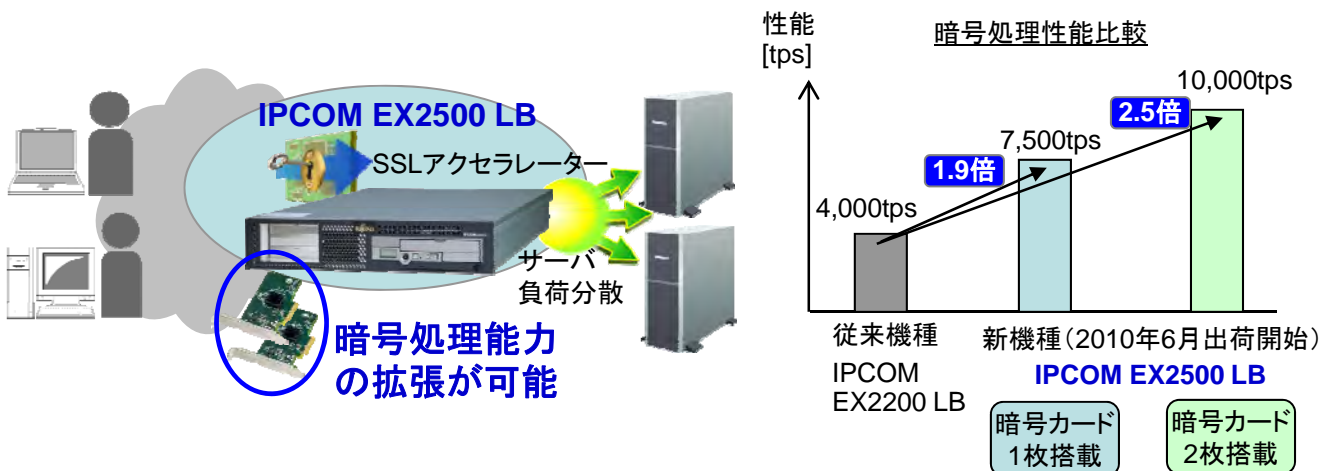 IPCOM EX2500 LB
SSLアクセラレーター
サーバ
負荷分散
暗号処理能力
の拡張が可能
性能
[tps]
暗号処理性能比較
10,000tps
2.5倍
7,500tps
1.9倍
4,000tps
従来機種
新機種（2010年6月出荷開始）
IPCOM
EX2200 LB
IPCOM EX2500 LB
暗号カード
1枚搭載
暗号カード
2枚搭載